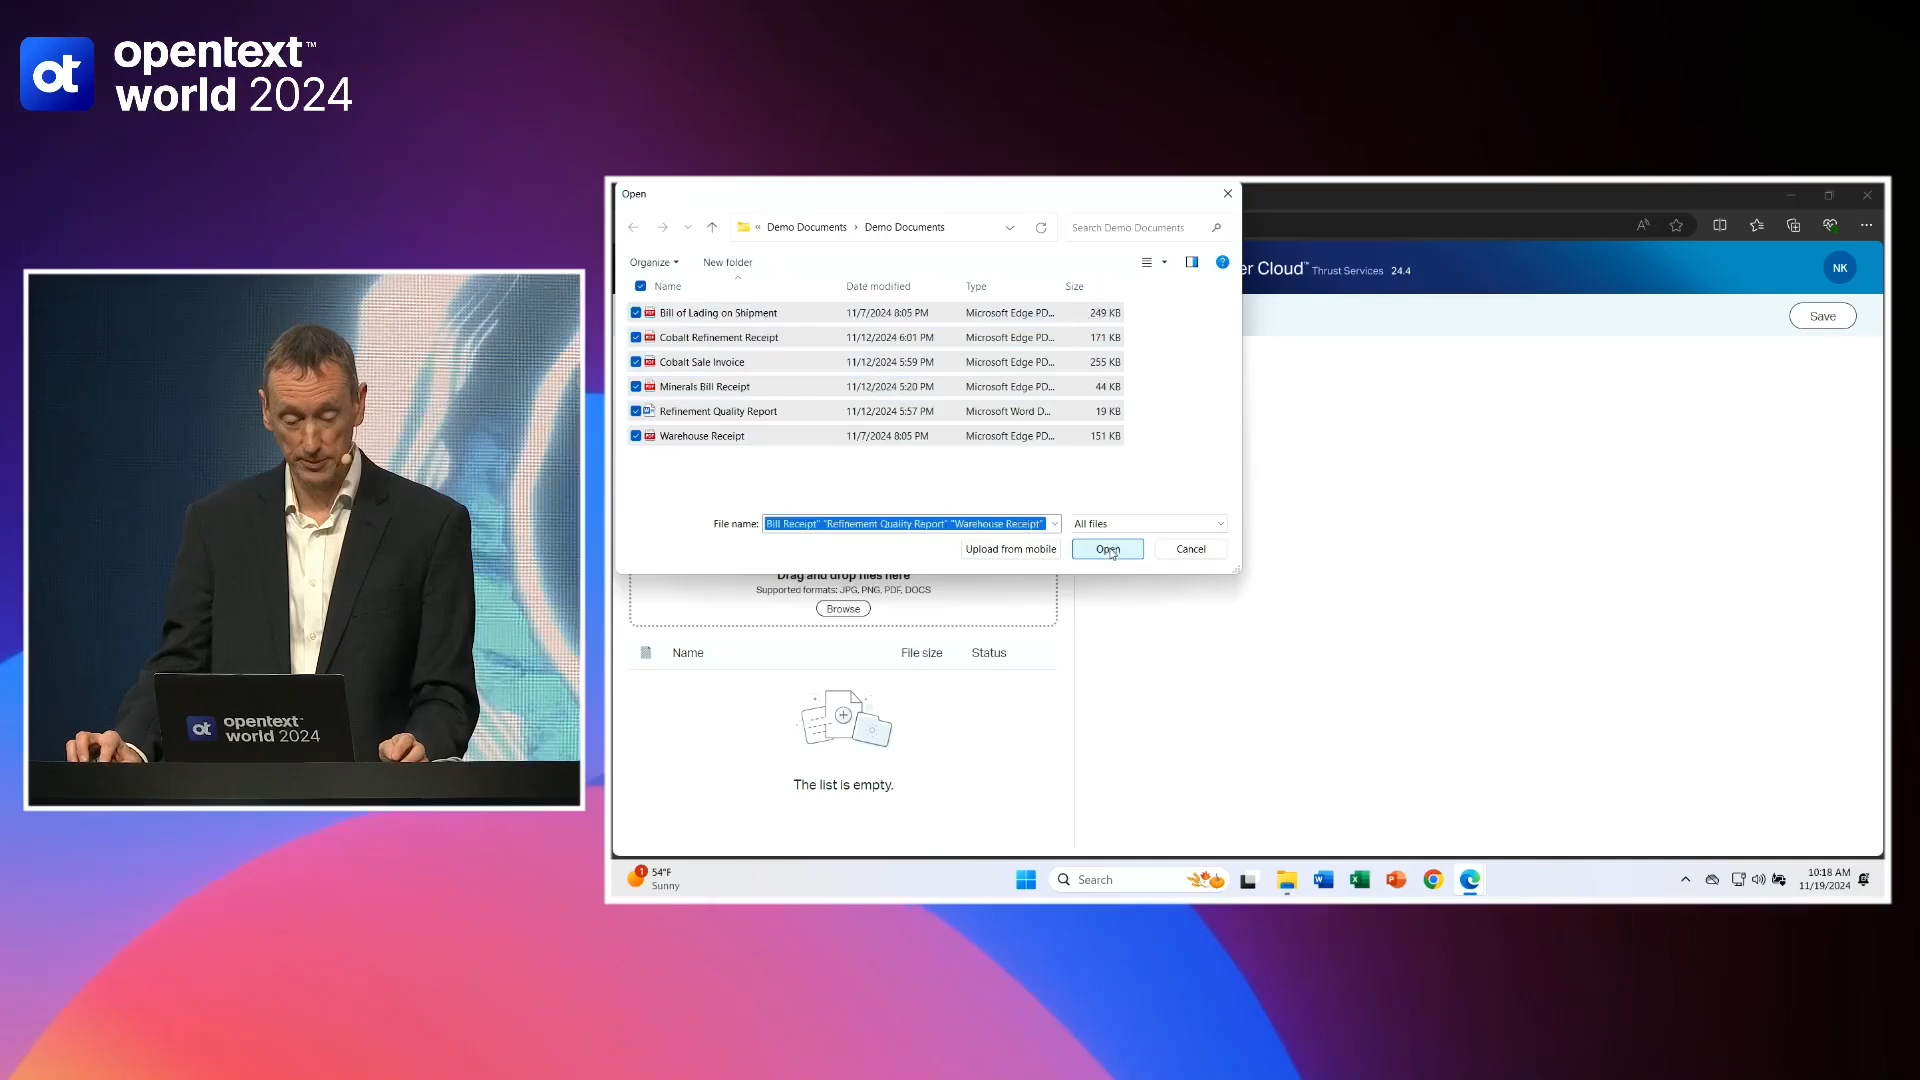 opentext™
world 2024
opentext
world 2024
Open
« Demo Documents › Demo Documents
Search Demo Documents
Organize
New folder
Name Date modified Type Size
Bill of Lading on Shipment 11/7/2024 8:05 PM Microsoft Edge PD... 249 KB
Cobalt Refinement Receipt 11/12/2024 6:01 PM Microsoft Edge PD... 171 KB
Cobalt Sale Invoice 11/12/2024 5:59 PM Microsoft Edge PD... 255 KB
Minerals Bill Receipt 11/12/2024 5:20 PM Microsoft Edge PD... 44 KB
Refinement Quality Report 11/12/2024 5:57 PM Microsoft Word D... 19 KB
Warehouse Receipt 11/7/2024 8:05 PM Microsoft Edge PD... 151 KB
File name: Bill Receipt" "Refinement Quality Report" "Warehouse Receipt" All files
Upload from mobile Open Cancel
er Cloud™ Thrust Services 24.4
NK
Save
Drag and drop files here
Supported formats: JPG, PNG, PDF, DOCS
Browse
Name File size Status
The list is empty.
1
54°F
Sunny
Search
10:18 AM
11/19/2024